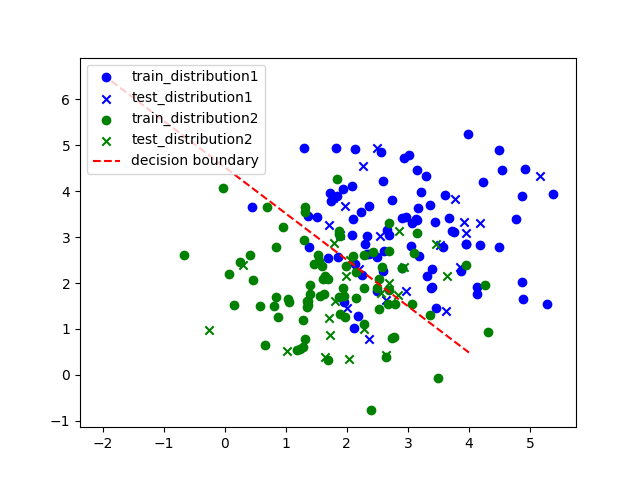 train_distribution1
test_distribution1
train_distribution2
test_distribution2
decision boundary
6
5
4
3
2
1
0
−1
−2 −1 0 1 2 3 4 5